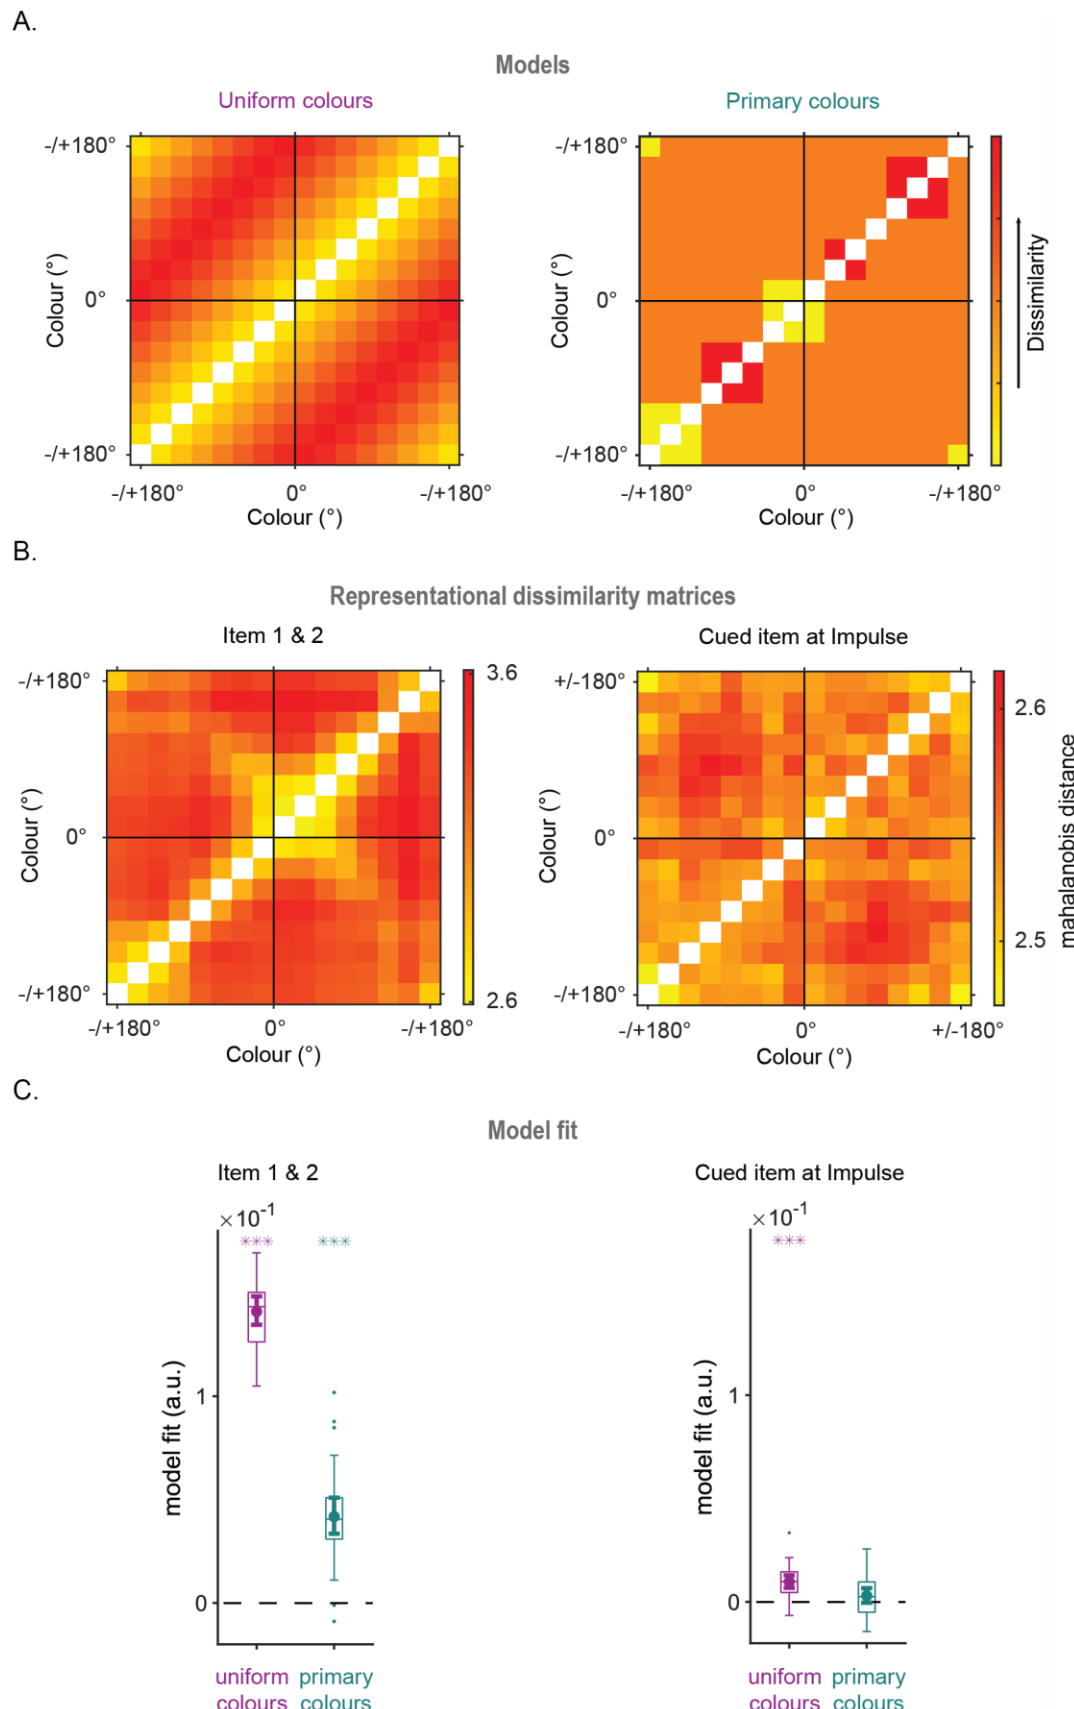 A.
Models
Uniform colours
Primary colours
-/+180°
0°
-/+180°
Colour (°)
-/+180°
0°
-/+180°
Colour (°)
-/+180°
0°
-/+180°
Colour (°)
-/+180°
0°
-/+180°
Colour (°)
Dissimilarity
B.
Representational dissimilarity matrices
Item 1 & 2
Cued item at Impulse
-/+180°
0°
-/+180°
Colour (°)
-/+180°
0°
-/+180°
Colour (°)
3.6
2.6
+/-180°
0°
-/+180°
Colour (°)
-/+180°
0°
+/-180°
Colour (°)
2.6
2.5
mahalanobis distance
C.
Model fit
Item 1 & 2
×10-1
***
***
model fit (a.u.)
1
0
uniform
colours
primary
colours
Cued item at Impulse
×10-1
***
model fit (a.u.)
1
0
uniform
colours
primary
colours